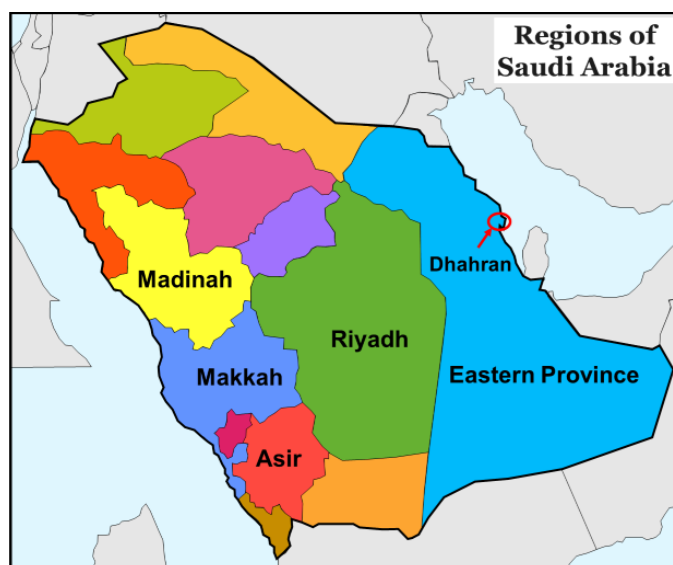 Regions of
Saudi Arabia
Dhahran
Madinah
Riyadh
Makkah
Eastern Province
Asir